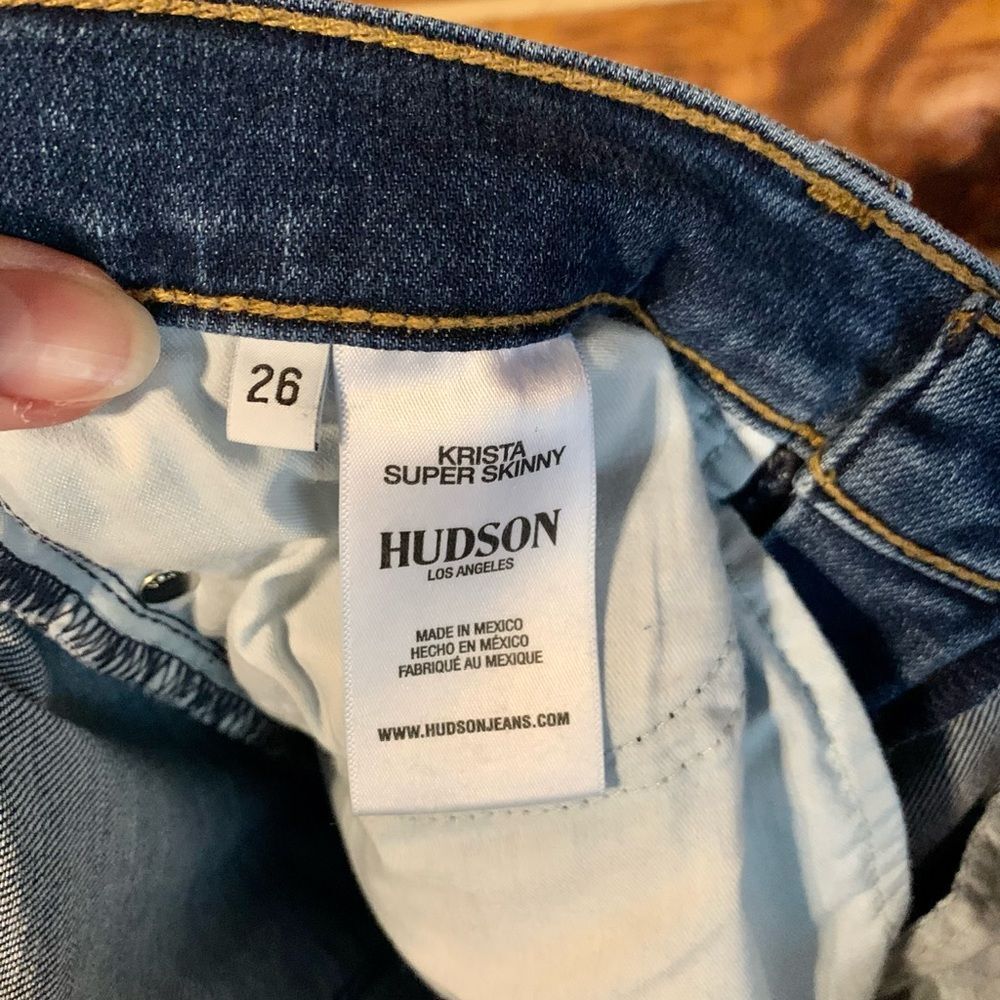 26
KRISTA
SUPER SKINNY
HUDSON
LOS ANGELES
MADE IN MEXICO
HECHO EN MÉXICO
FABRIQUÉ AU MEXIQUE
WWW.HUDSONJEANS.COM